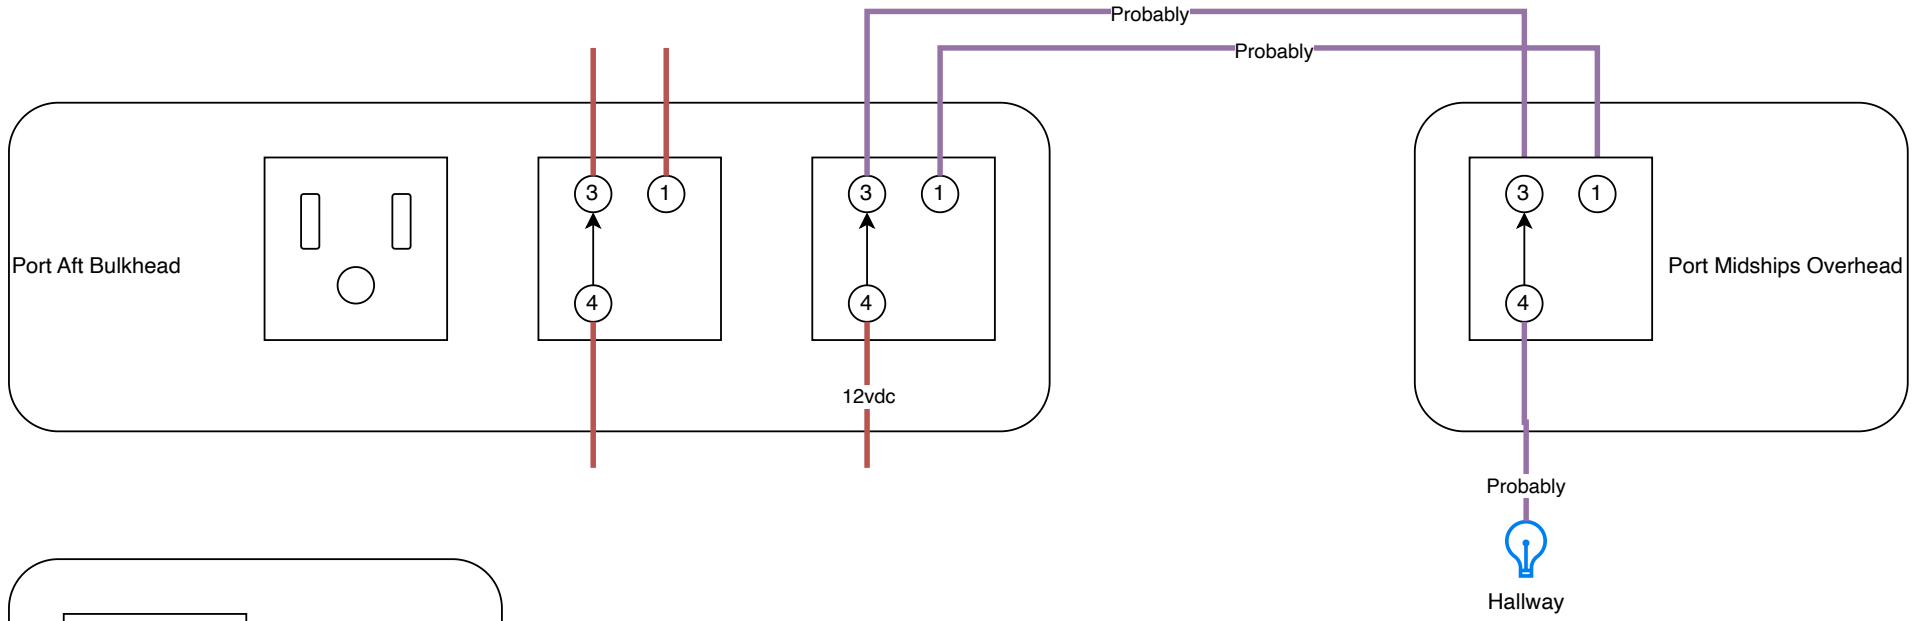 Probably
Probably
3
1
3
1
3
1
Port Aft Bulkhead
Port Midships Overhead
4
4
4
12vdc
Probably
Hallway